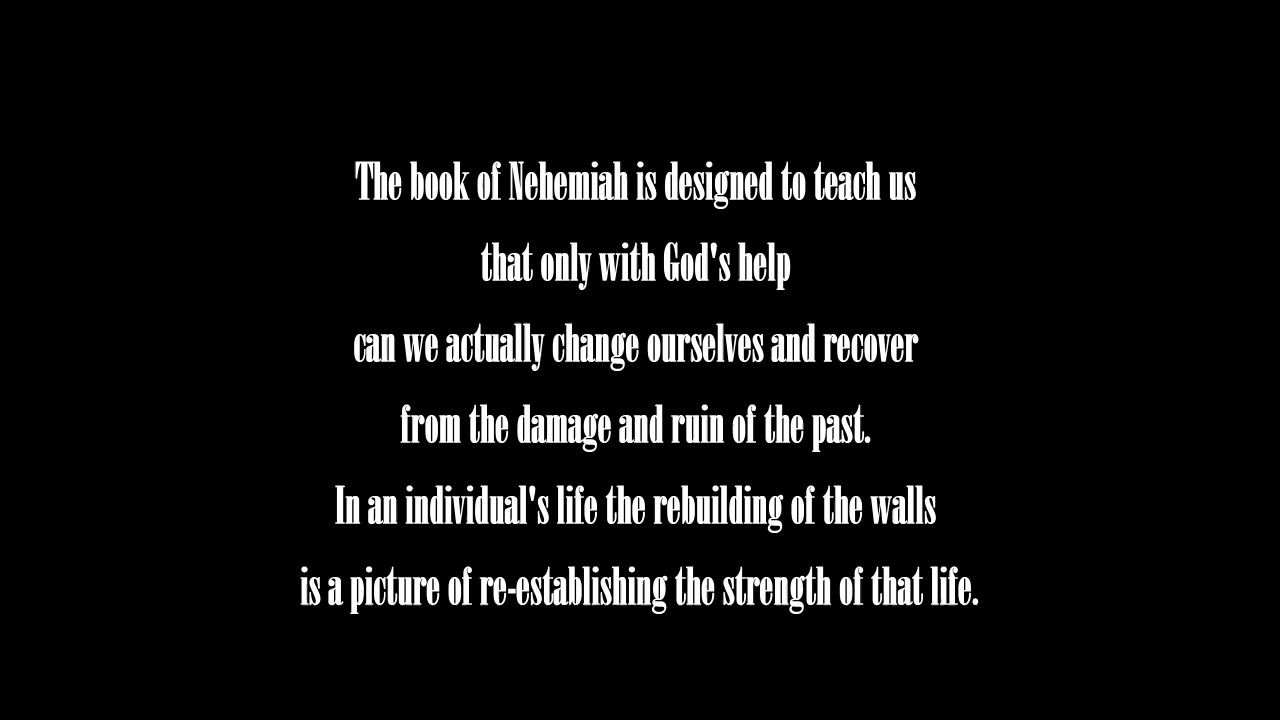 The book of Nehemiah is designed to teach us
that only with God's help
can we actually change ourselves and recover
from the damage and ruin of the past.
In an individual's life the rebuilding of the walls
is a picture of re-establishing the strength of that life.